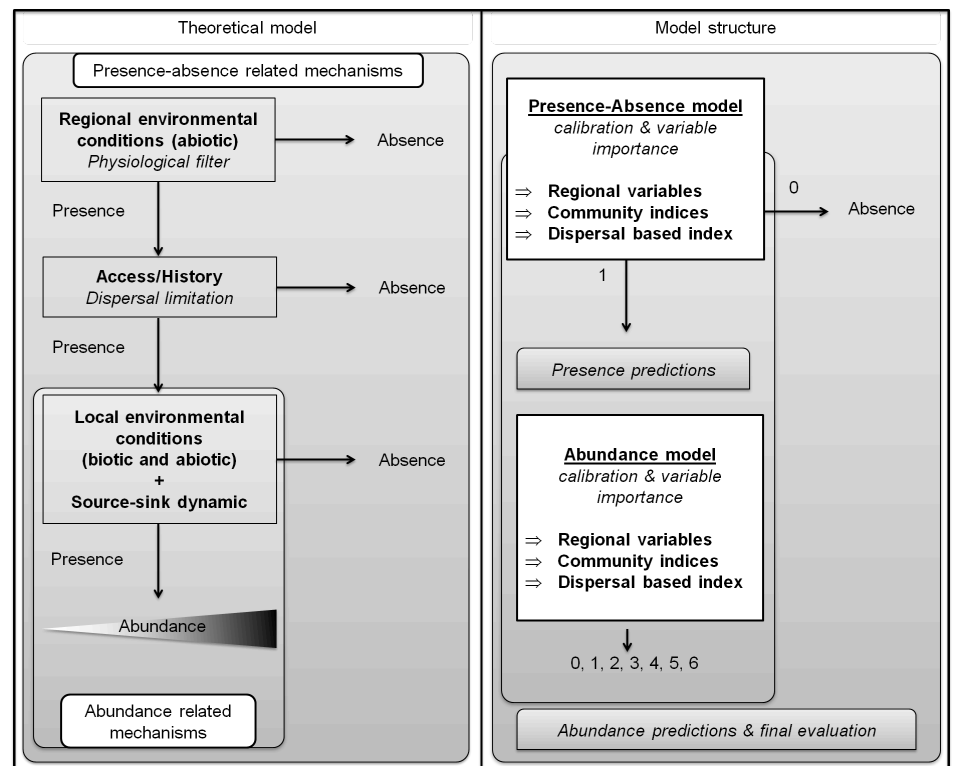 Theoretical model
Presence-absence related mechanisms
Regional environmental
conditions (abiotic)
Physiological filter
Absence
Presence
Access/History
Dispersal limitation
Absence
Presence
Local environmental
conditions
(biotic and abiotic)
+
Source-sink dynamic
Absence
Presence
Abundance
Abundance related
mechanisms
Model structure
Presence-Absence model
calibration & variable
importance
⇒ Regional variables
⇒ Community indices
⇒ Dispersal based index
0
Absence
1
Presence predictions
Abundance model
calibration & variable
importance
⇒ Regional variables
⇒ Community indices
⇒ Dispersal based index
0, 1, 2, 3, 4, 5, 6
Abundance predictions & final evaluation